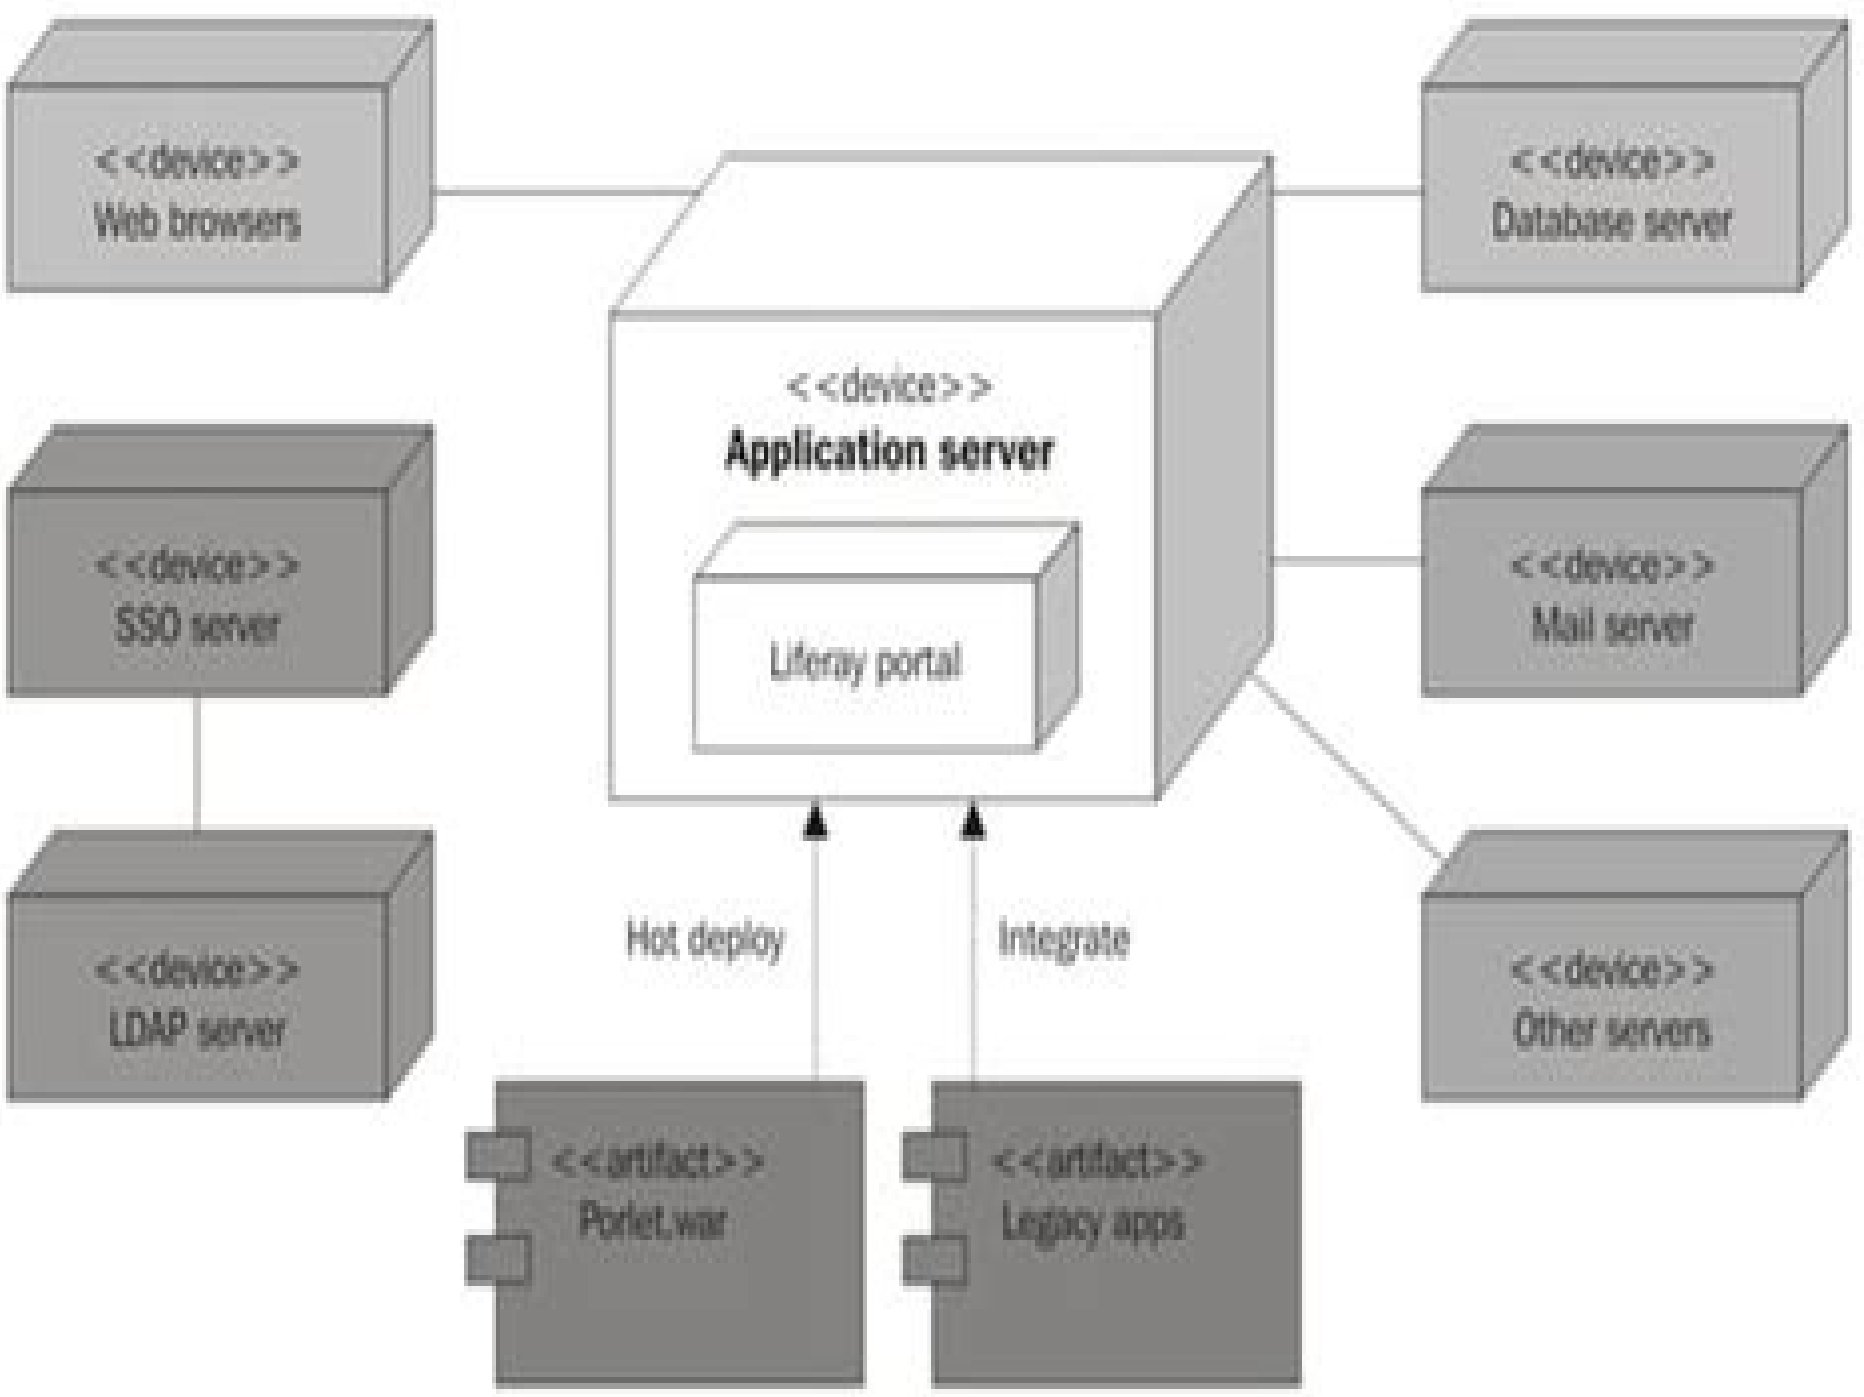 <<device>>
Web browsers
<<device>>
Database server
<<device>>
Application server
Liferay portal
<<device>>
SSO server
<<device>>
Mail server
<<device>>
LDAP server
Hot deploy
Integrate
<<device>>
Other servers
<<artifact>>
Porlet.war
<<artifact>>
Legacy apps